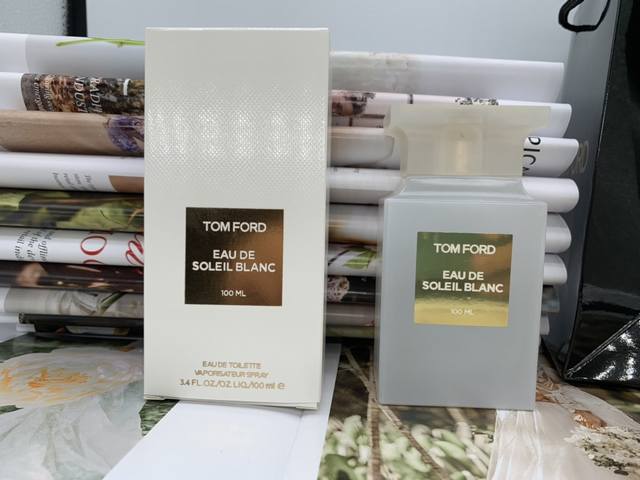 TOM FORD
EAU DE
SOLEIL BLANC
100 ML
EAU DE TOILETTE
VAPORISATEUR SPRAY
3.4 FL.OZ./OZ.LIQ./100 ml ℮
TOM FORD
EAU DE
SOLEIL BLANC
100 ML